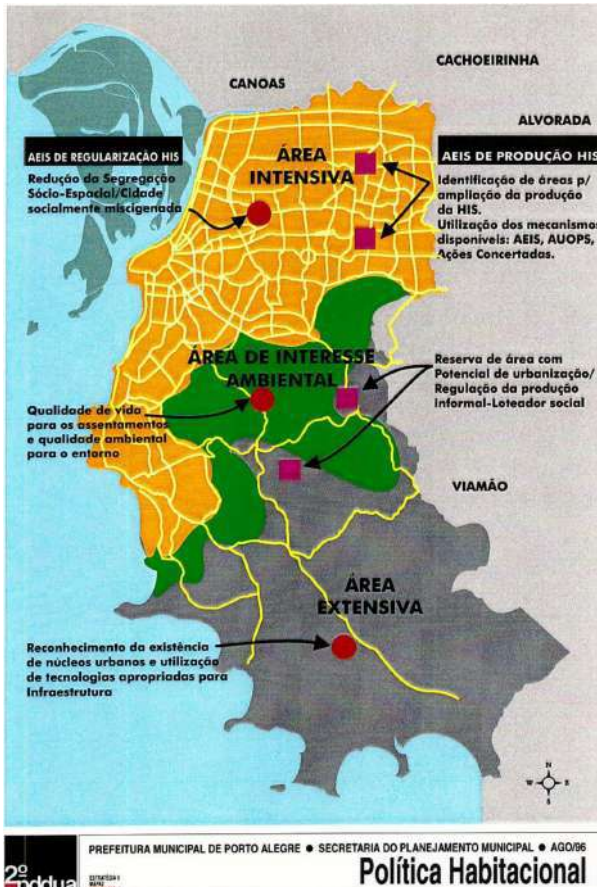 CACHOEIRINHA
CANOAS
ALVORADA
AEIS DE REGULARIZAÇÃO HIS
Redução da Segregação
Sócio-Espacial/Cidade
socialmente miscigenada
ÁREA
INTENSIVA
AEIS DE PRODUÇÃO HIS
Identificação de áreas p/
ampliação da produção
da HIS.
Utilização dos mecanismos
disponíveis: AEIS, AUOPS,
Ações Concertadas.
ÁREA DE INTERESSE
AMBIENTAL
Reserva de área com
Potencial de urbanização/
Regulação da produção
Informal-Loteador social
Qualidade de vida
para os assentamentos
e qualidade ambiental
para o entorno
VIAMÃO
ÁREA
EXTENSIVA
Reconhecimento da existência
de núcleos urbanos e utilização
de tecnologias apropriadas para
Infraestrutura
N
W
E
S
PREFEITURA MUNICIPAL DE PORTO ALEGRE ● SECRETARIA DO PLANEJAMENTO MUNICIPAL ● AGO/96
2º
pddua
Política Habitacional